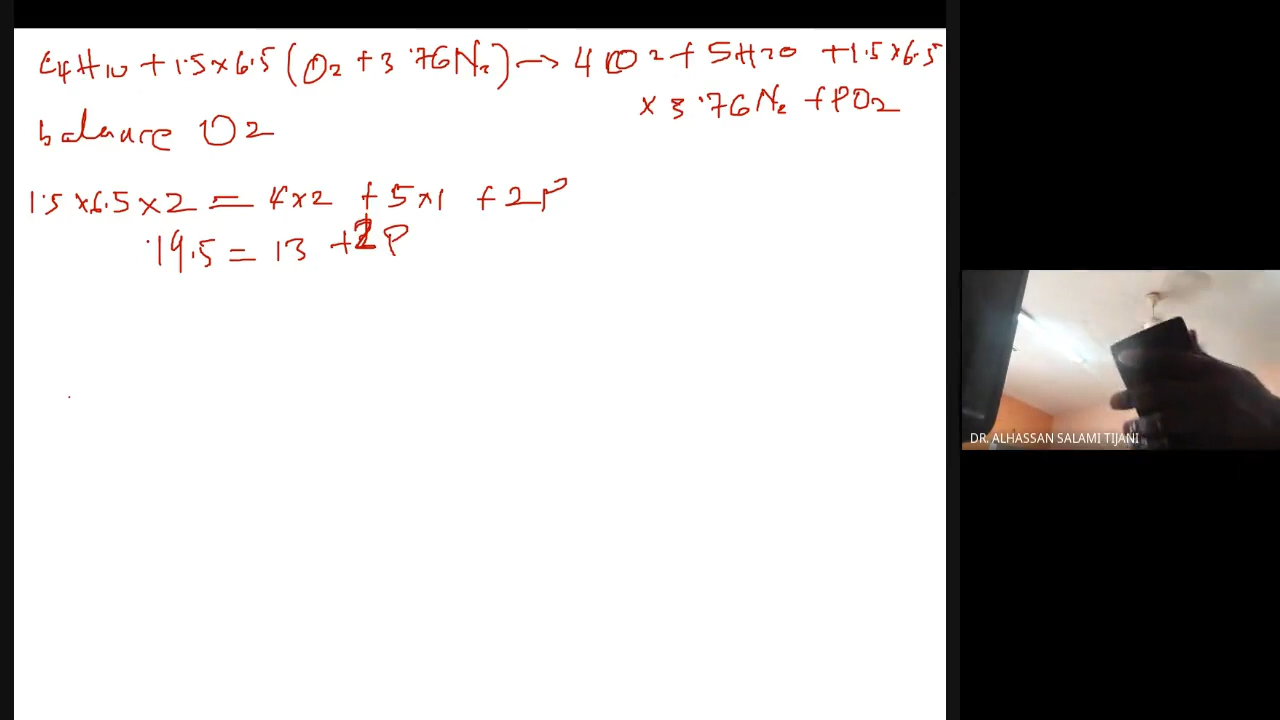 C4H10 + 1.5×6.5 (O2 + 3.76N2) → 4CO2 + 5H2O + 1.5×6.5
× 3.76N2 + PO2
balance O2
1.5×6.5×2 = 4×2 + 5×1 + 2P
19.5 = 13 + 2P
DR. ALHASSAN SALAMI TIJANI